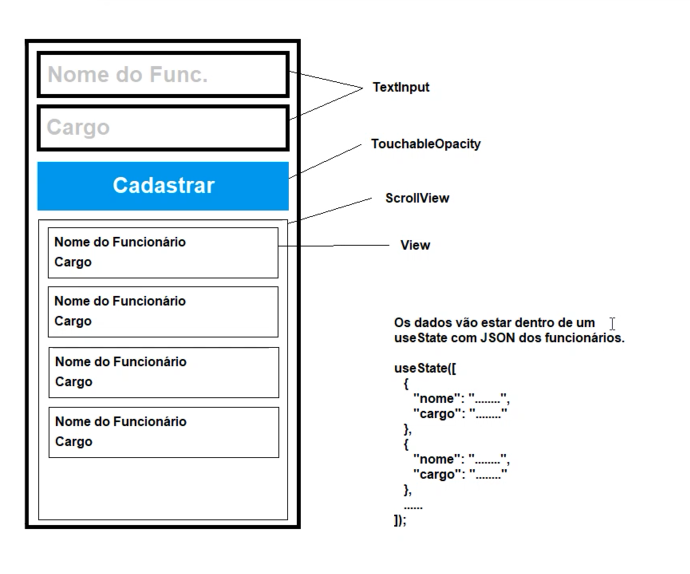 Nome do Func.
Cargo
Cadastrar
Nome do Funcionário
Cargo
Nome do Funcionário
Cargo
Nome do Funcionário
Cargo
Nome do Funcionário
Cargo
TextInput
TouchableOpacity
ScrollView
View
Os dados vão estar dentro de um
useState com JSON dos funcionários.
useState([
{
"nome": "........",
"cargo": "........"
},
{
"nome": "........",
"cargo": "........"
},
......
]);